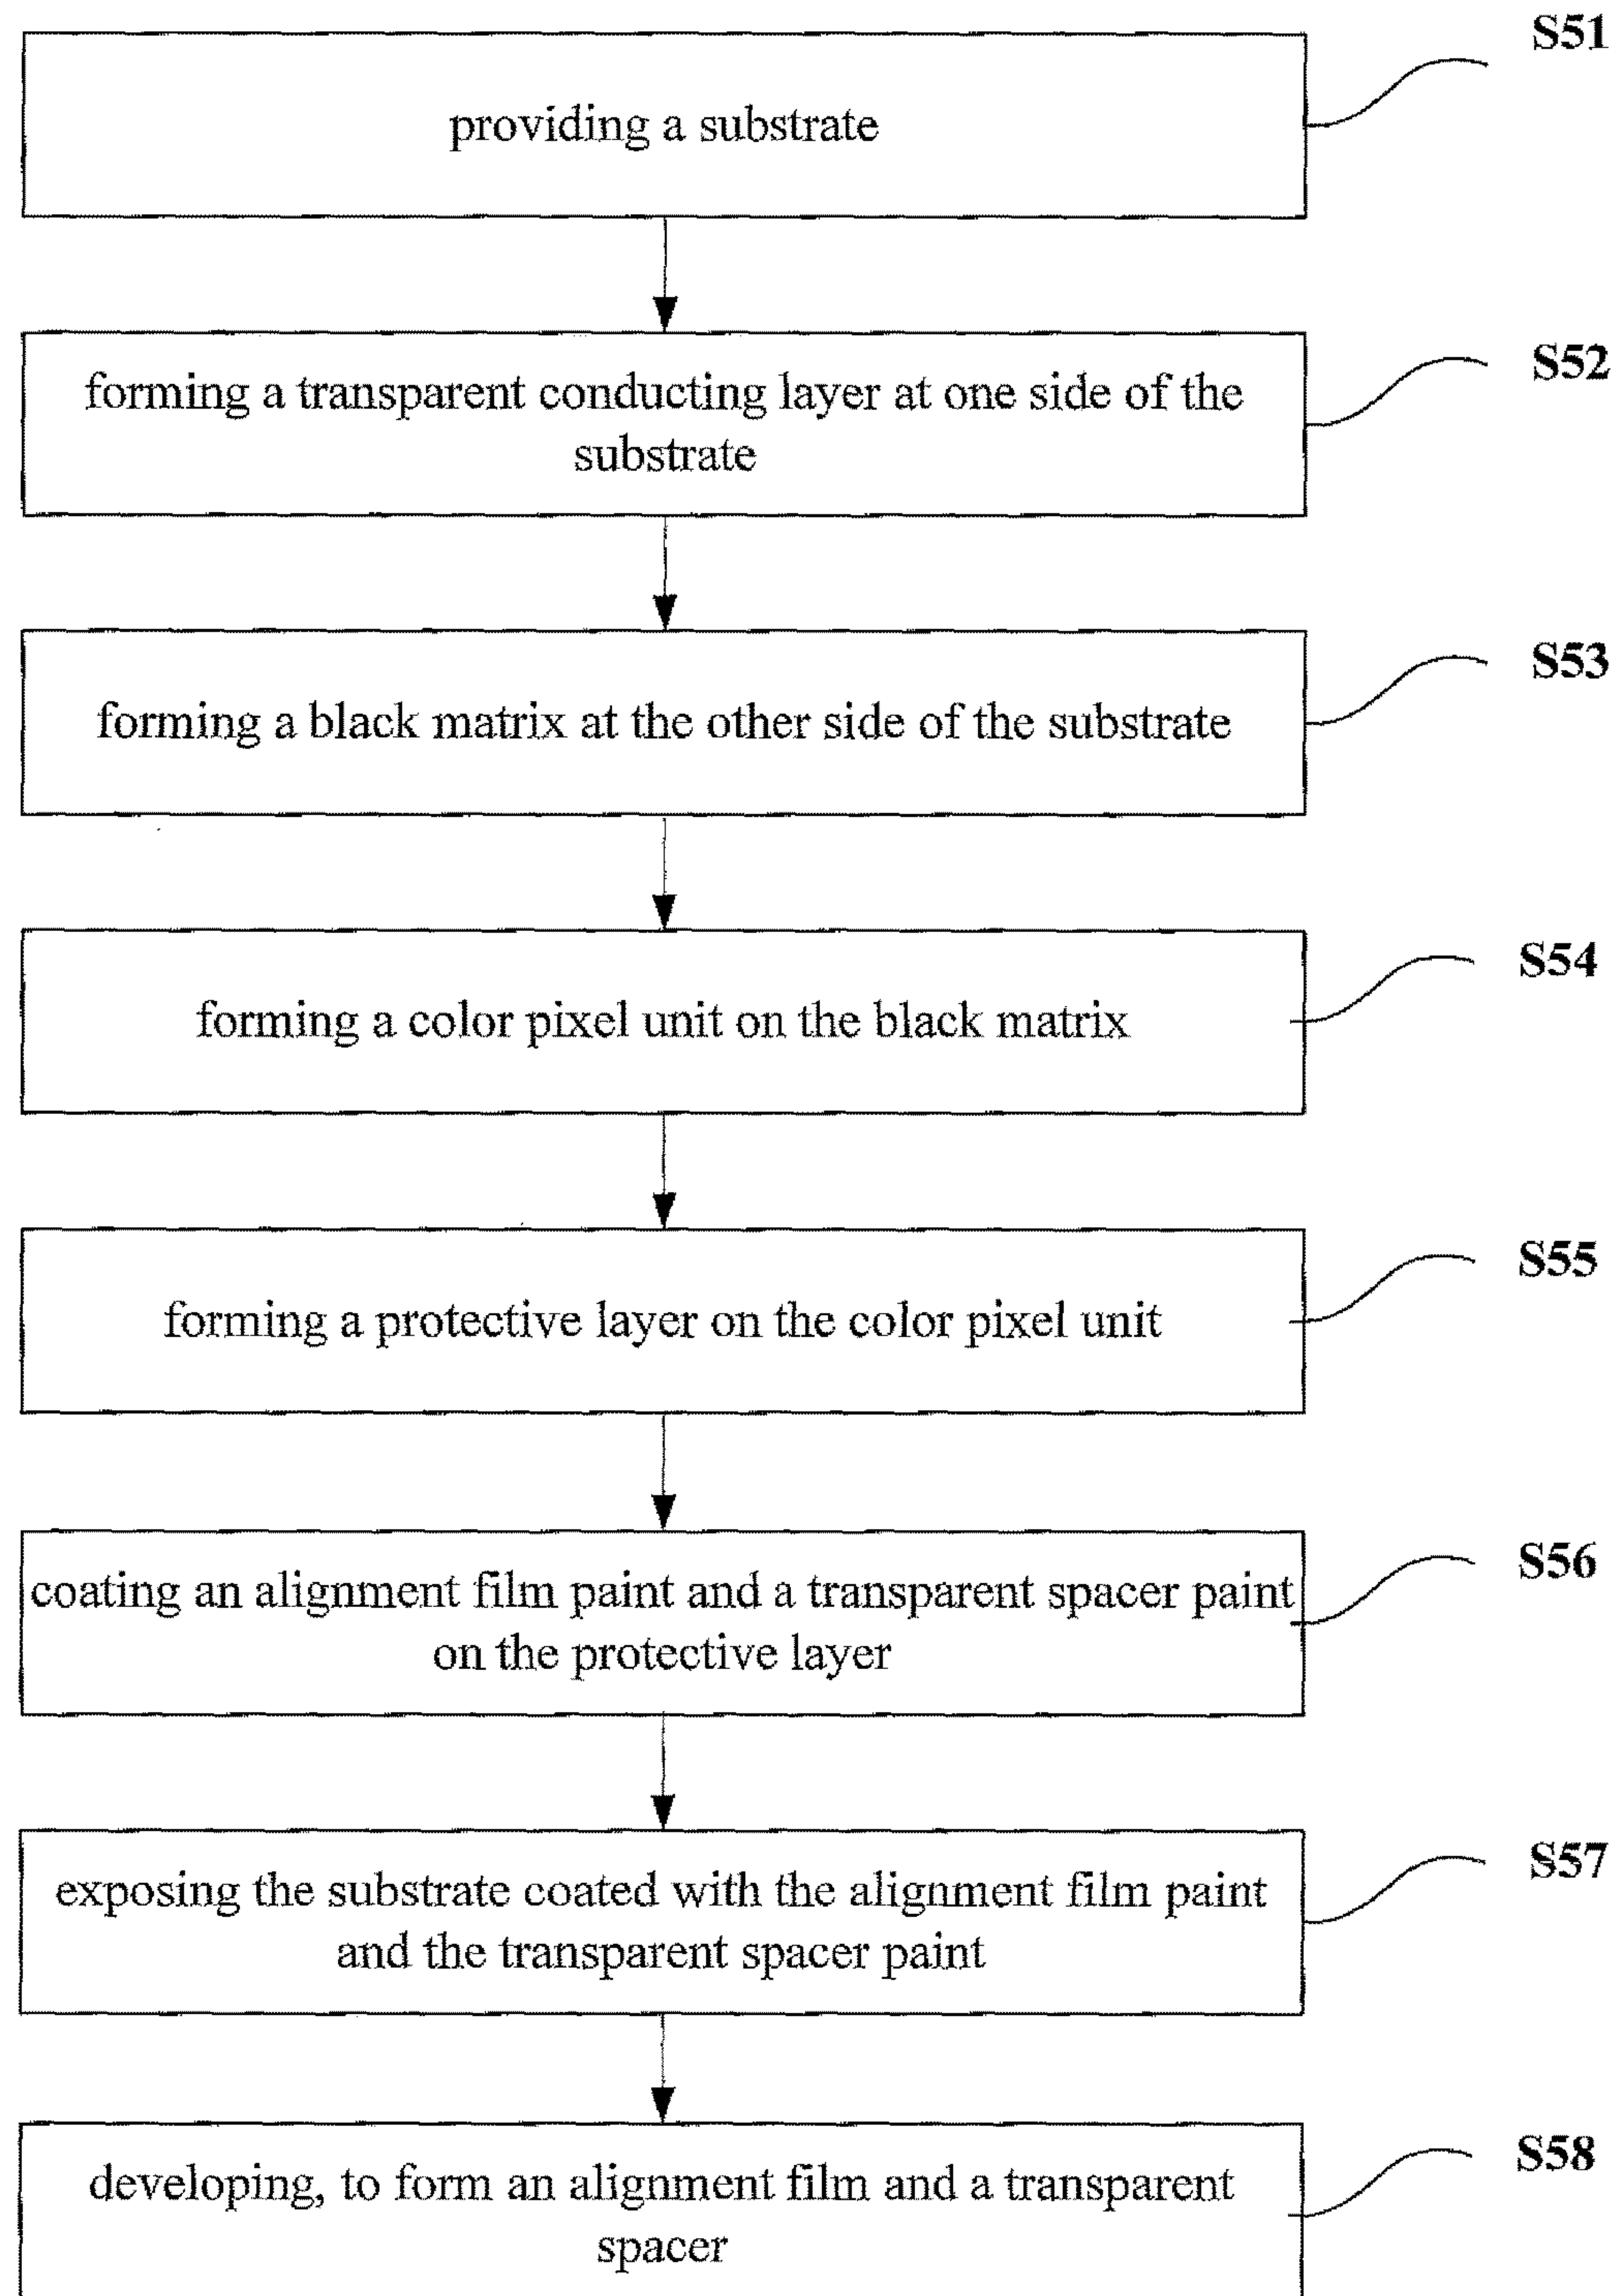 S51
providing a substrate
S52
forming a transparent conducting layer at one side of the
substrate
S53
forming a black matrix at the other side of the substrate
S54
forming a color pixel unit on the black matrix
S55
forming a protective layer on the color pixel unit
S56
coating an alignment film paint and a transparent spacer paint
on the protective layer
S57
exposing the substrate coated with the alignment film paint
and the transparent spacer paint
S58
developing, to form an alignment film and a transparent
spacer